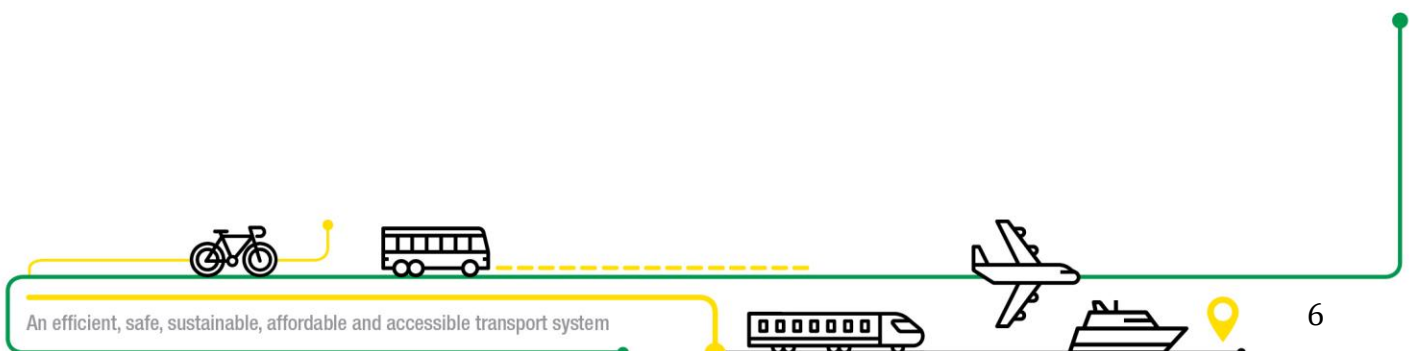 An efficient, safe, sustainable, affordable and accessible transport system
6